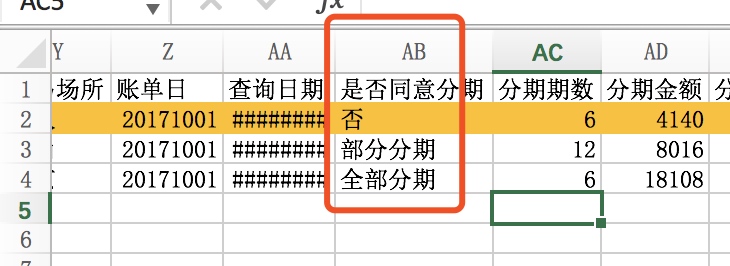 AC5 fx
Y Z AA AB AC AD
1 场所 账单日 查询日期 是否同意分期 分期期数 分期金额 分
2 20171001 ######## 否 6 4140
3 20171001 ######## 部分分期 12 8016
4 20171001 ######## 全部分期 6 18108
5
6
7